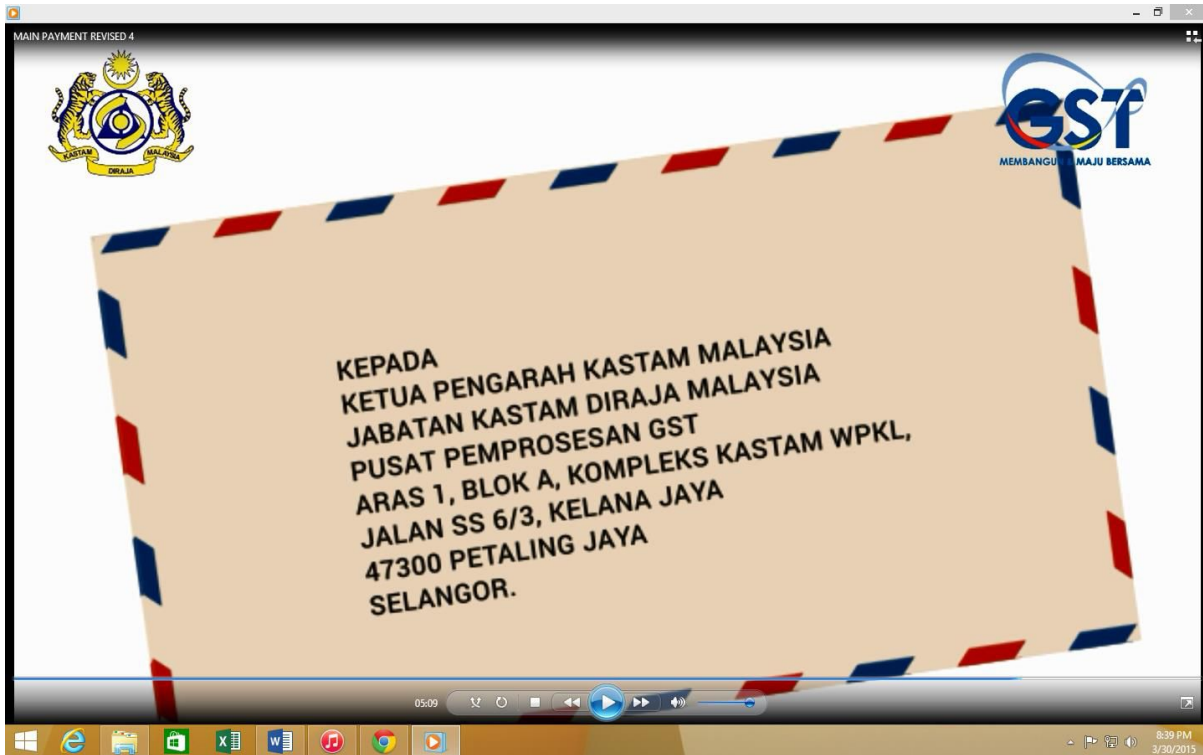 MAIN PAYMENT REVISED 4
KASTAM
DIRAJA
MALAYSIA
GST
MEMBANGUN & MAJU BERSAMA
KEPADA
KETUA PENGARAH KASTAM MALAYSIA
JABATAN KASTAM DIRAJA MALAYSIA
PUSAT PEMPROSESAN GST
ARAS 1, BLOK A, KOMPLEKS KASTAM WPKL,
JALAN SS 6/3, KELANA JAYA
47300 PETALING JAYA
SELANGOR.
05:09
8:39 PM
3/30/2015